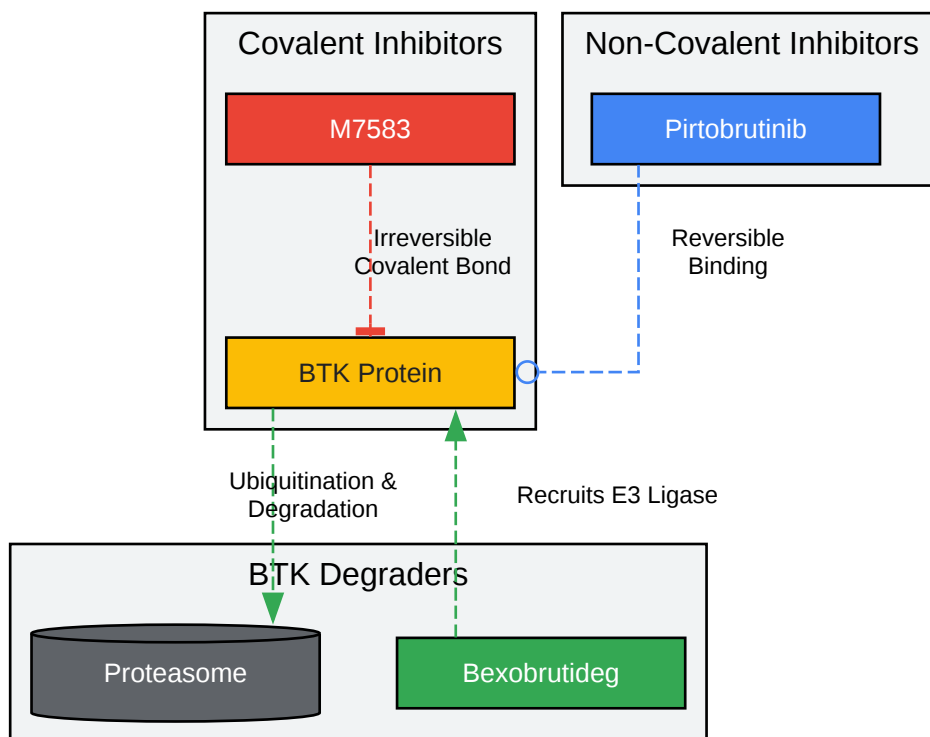 Covalent Inhibitors
Non-Covalent Inhibitors
M7583
Pirtobrutinib
Irreversible
Covalent Bond
Reversible
Binding
BTK Protein
Ubiquitination &
Degradation
Recruits E3 Ligase
BTK Degraders
Proteasome
Bexobrutideg